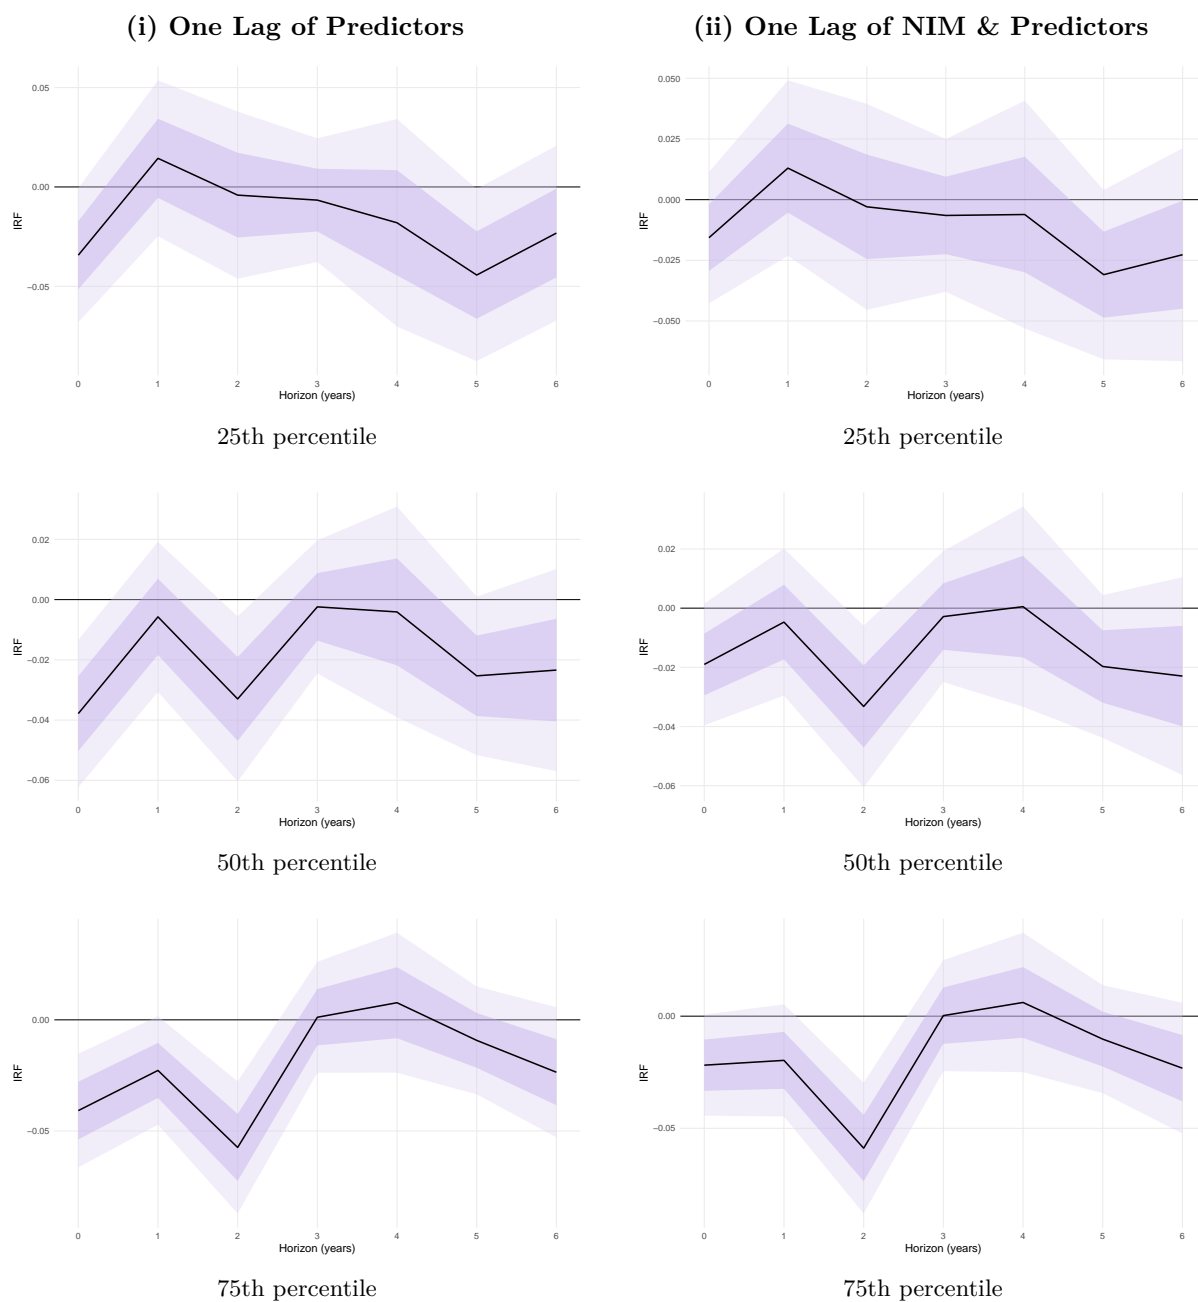 (i) One Lag of Predictors
(ii) One Lag of NIM & Predictors
0.05
0.00
−0.05
IRF
0 1 2 3 4 5 6
Horizon (years)
25th percentile
0.050
0.025
0.000
−0.025
−0.050
IRF
0 1 2 3 4 5 6
Horizon (years)
25th percentile
0.02
0.00
−0.02
−0.04
−0.06
IRF
0 1 2 3 4 5 6
Horizon (years)
50th percentile
0.02
0.00
−0.02
−0.04
−0.06
IRF
0 1 2 3 4 5 6
Horizon (years)
50th percentile
0.00
−0.05
IRF
0 1 2 3 4 5 6
Horizon (years)
75th percentile
0.00
−0.05
IRF
0 1 2 3 4 5 6
Horizon (years)
75th percentile